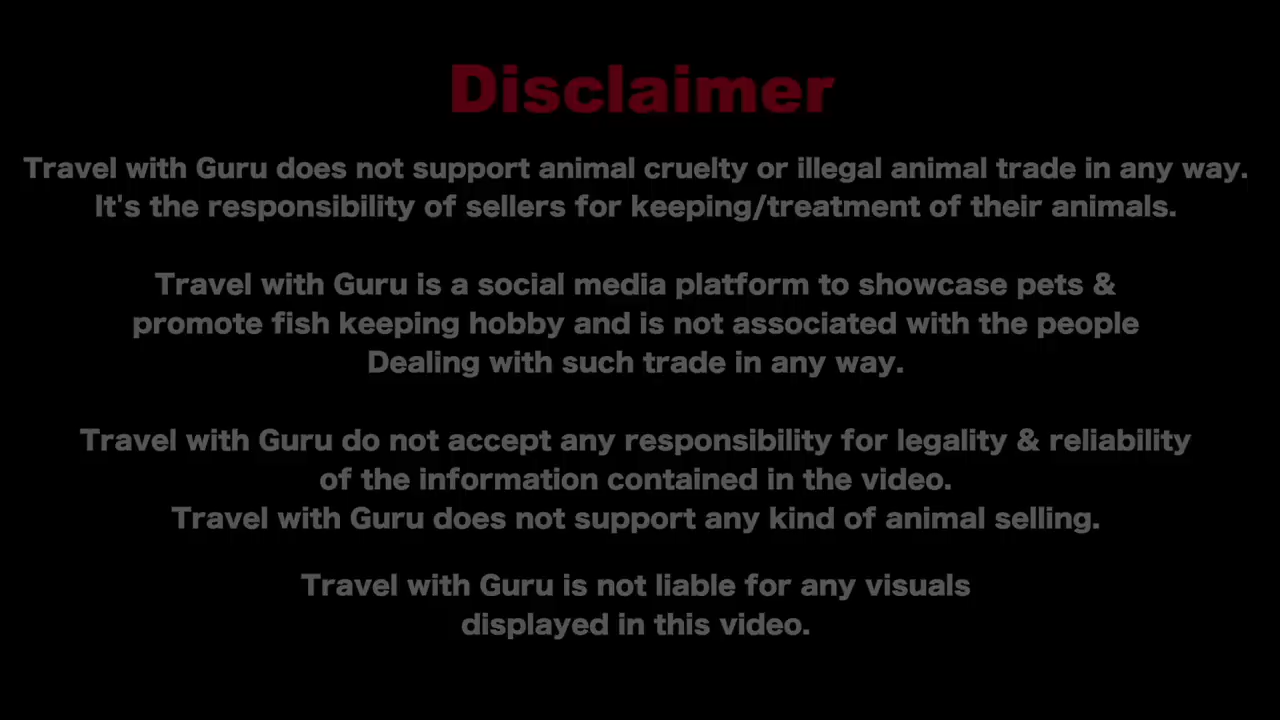 Disclaimer
Travel with Guru does not support animal cruelty or illegal animal trade in any way.
It's the responsibility of sellers for keeping/treatment of their animals.
Travel with Guru is a social media platform to showcase pets &
promote fish keeping hobby and is not associated with the people
Dealing with such trade in any way.
Travel with Guru do not accept any responsibility for legality & reliability
of the information contained in the video.
Travel with Guru does not support any kind of animal selling.
Travel with Guru is not liable for any visuals
displayed in this video.